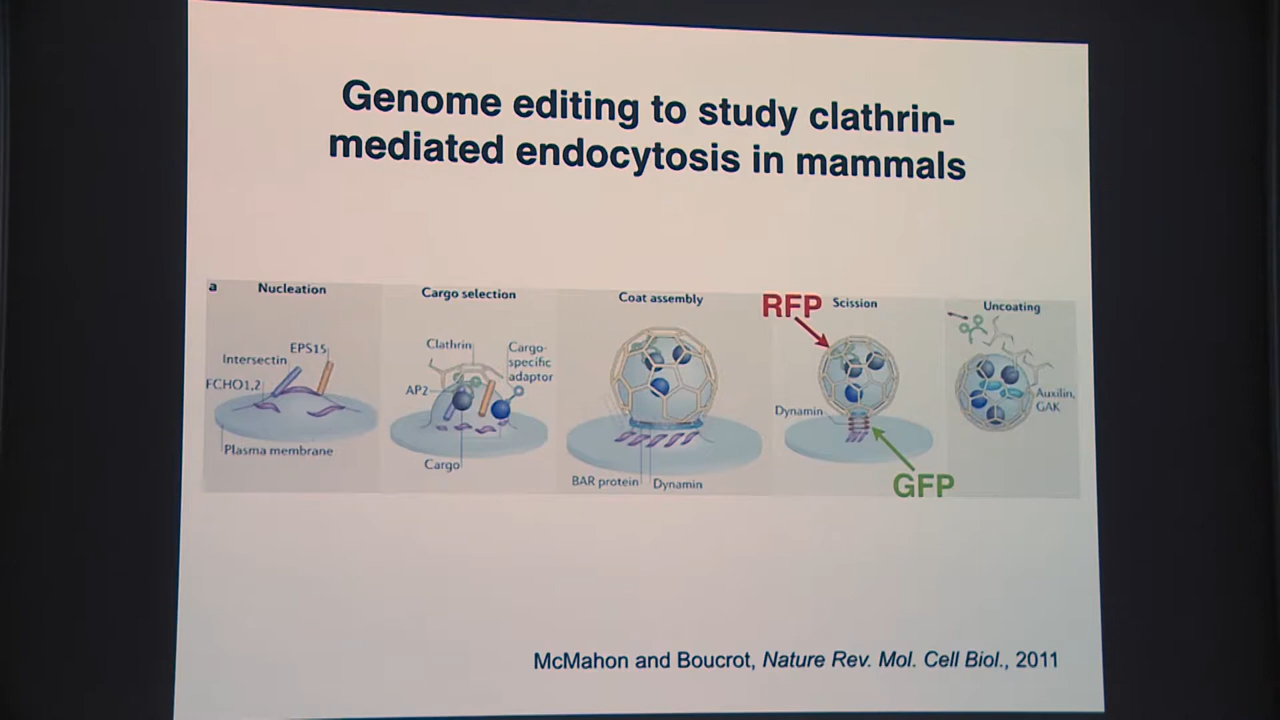 Genome editing to study clathrin-
mediated endocytosis in mammals
a
Nucleation
EPS15
Intersectin
FCHO1,2
Plasma membrane
Cargo selection
Clathrin
Cargo-
specific
adaptor
AP2
Cargo
Coat assembly
BAR protein
Dynamin
RFP
Scission
Dynamin
GFP
Uncoating
Auxilin,
GAK
McMahon and Boucrot, Nature Rev. Mol. Cell Biol., 2011